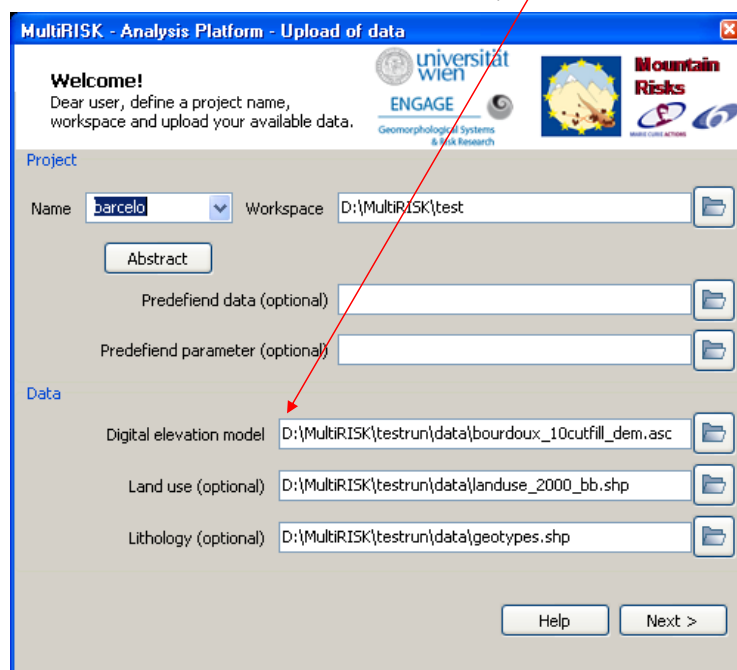 MultiRISK - Analysis Platform - Upload of data
Welcome!
Dear user, define a project name,
workspace and upload your available data.
universität
wien
ENGAGE
Geomorphological Systems
& Risk Research
Mountain
Risks
MARIE CURIE ACTIONS
Project
Name barcelo Workspace D:\MultiRISK\test
Abstract
Predefiend data (optional)
Predefiend parameter (optional)
Data
Digital elevation model D:\MultiRISK\testrun\data\bourdoux_10cutfill_dem.asc
Land use (optional) D:\MultiRISK\testrun\data\landuse_2000_bb.shp
Lithology (optional) D:\MultiRISK\testrun\data\geotypes.shp
Help Next >